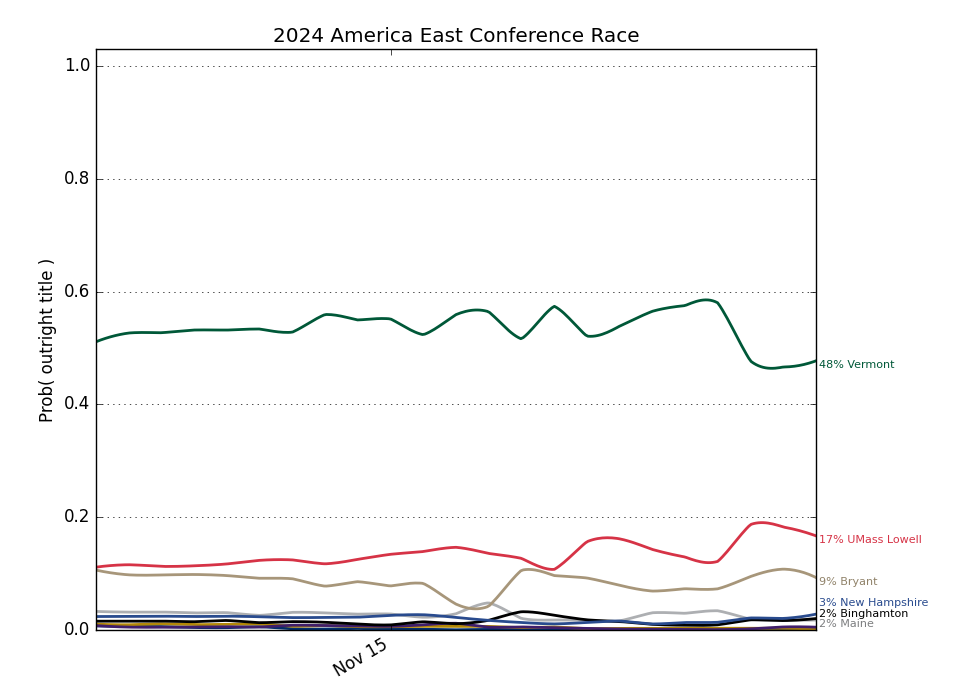 2024 America East Conference Race
Prob( outright title )
1.0
0.8
0.6
0.4
0.2
0.0
Nov 15
48% Vermont
17% UMass Lowell
9% Bryant
3% New Hampshire
2% Binghamton
2% Maine